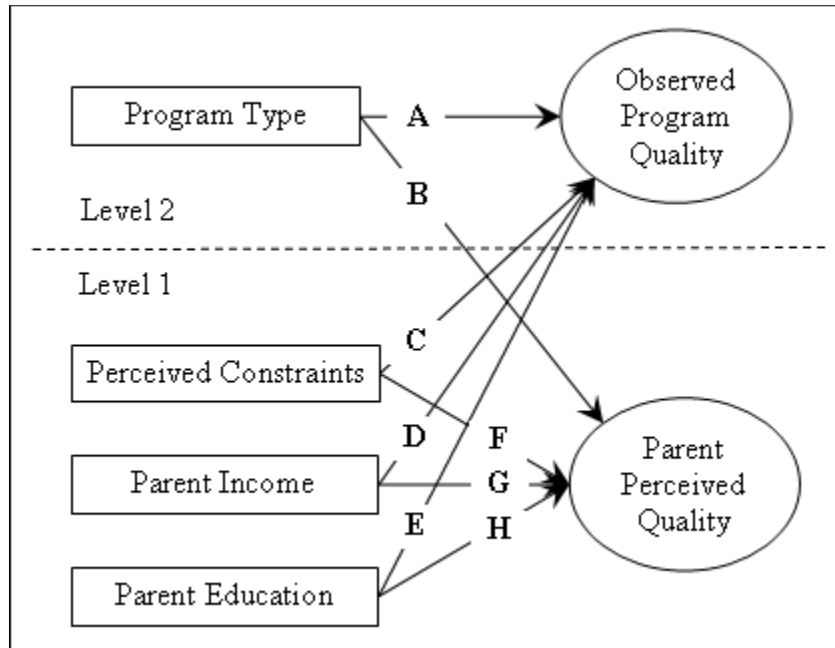 Program Type
A
Observed
Program
Quality
B
Level 2
Level 1
C
Perceived Constraints
D
F
Parent Income
G
Parent
Perceived
Quality
E
H
Parent Education